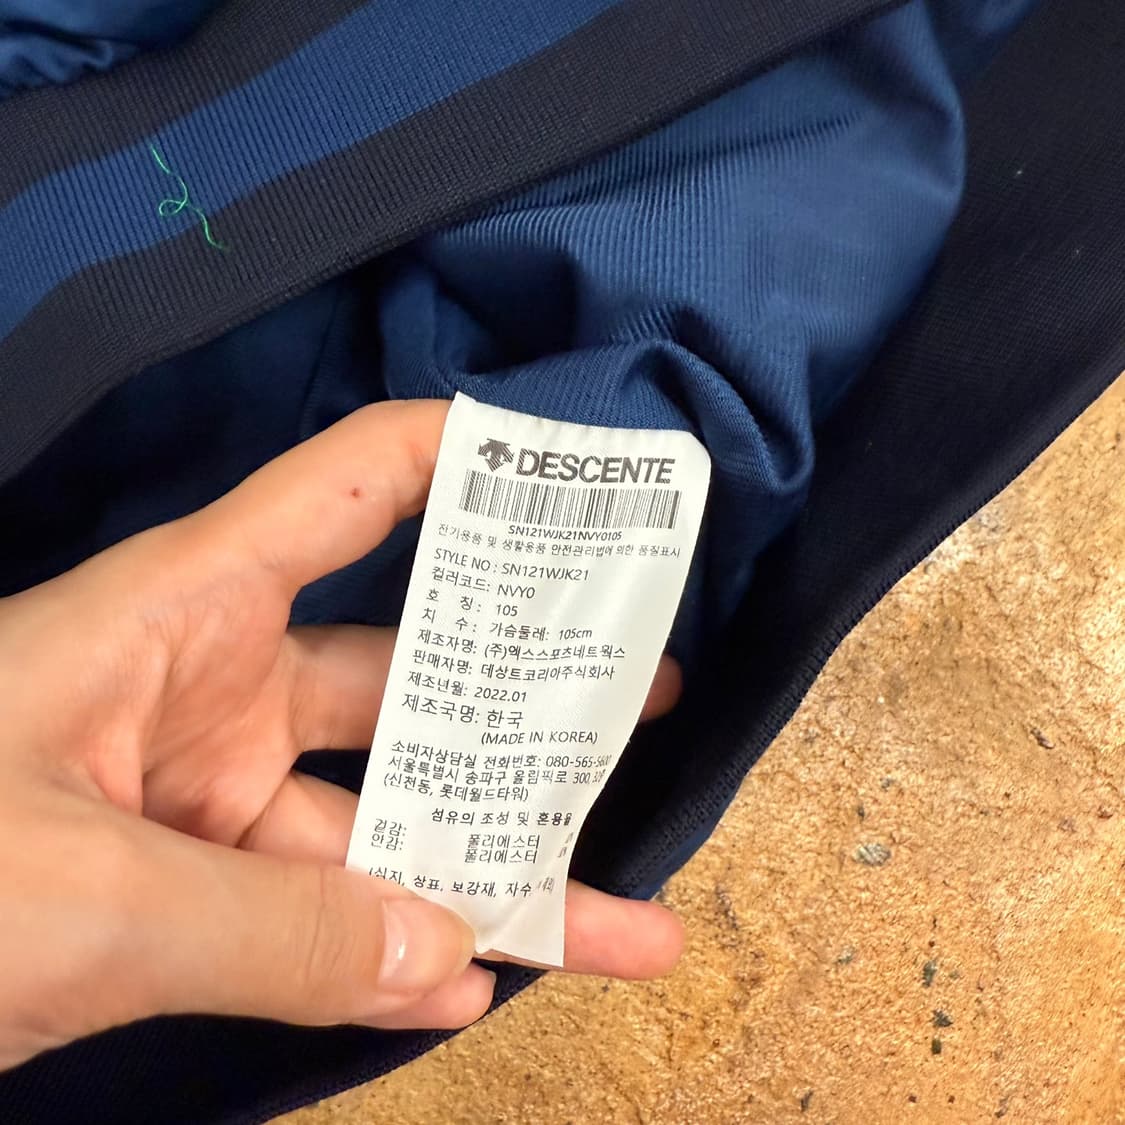 DESCENTE
SN121WJK21NVY0105
전기용품 및 생활용품 안전관리법에 의한 품질표시
STYLE NO : SN121WJK21
컬러코드: NVY0
호 칭 : 105
치 수 : 가슴둘레: 105cm
제조자명: (주)엑스스포츠네트웍스
판매자명: 데상트코리아주식회사
제조년월: 2022.01
제조국명: 한국
(MADE IN KOREA)
소비자상담실 전화번호: 080-565-5600
서울특별시 송파구 올림픽로 300,
(신천동, 롯데월드타워)
섬유의 조성 및 혼용율
겉감: 폴리에스터
안감: 폴리에스터
(심지, 상표, 보강재, 자수